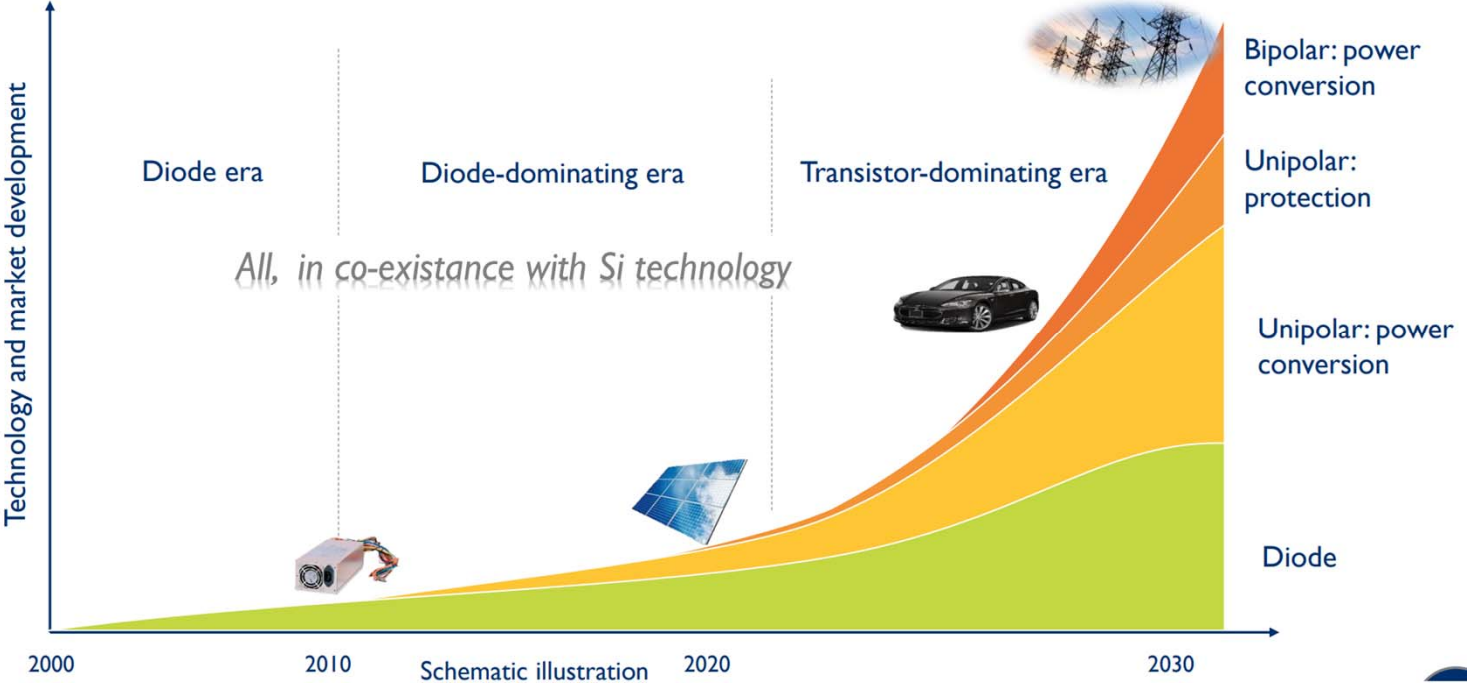 Technology and market development
Diode era
Diode-dominating era
Transistor-dominating era
All, in co-existance with Si technology
Bipolar: power
conversion
Unipolar:
protection
Unipolar: power
conversion
Diode
2000
2010
Schematic illustration
2020
2030